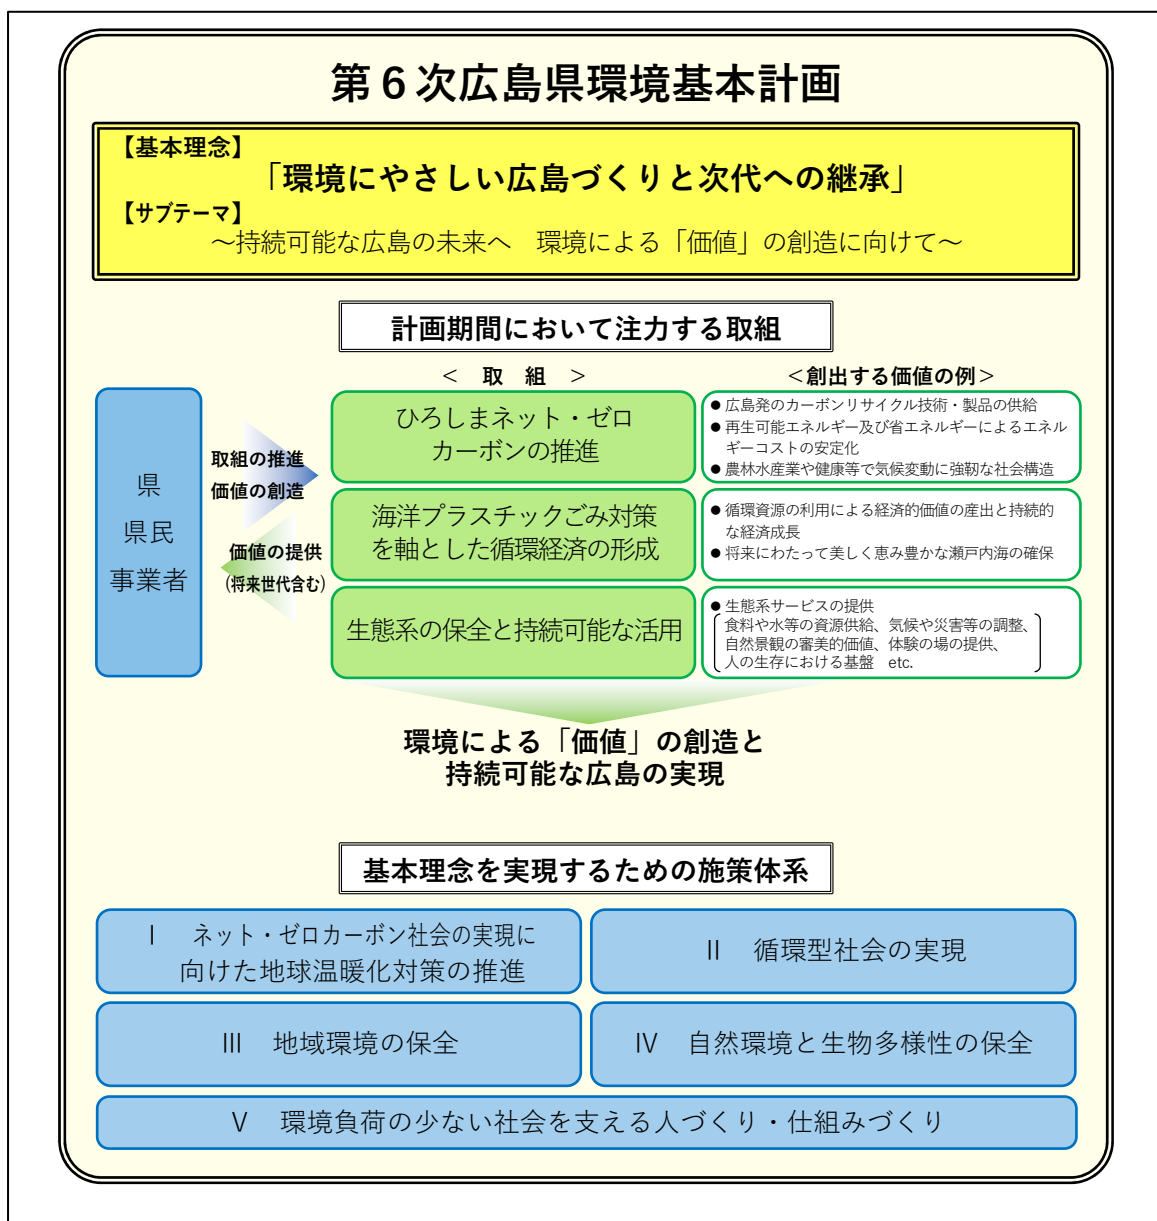 第6次広島県環境基本計画
【基本理念】
「環境にやさしい広島づくりと次代への継承」
【サブテーマ】
～持続可能な広島の未来へ　環境による「価値」の創造に向けて～
計画期間において注力する取組
＜　取　組　＞
＜創出する価値の例＞
県
県民
事業者
取組の推進
価値の創造
価値の提供
(将来世代含む)
ひろしまネット・ゼロ
カーボンの推進
●広島発のカーボンリサイクル技術・製品の供給
●再生可能エネルギー及び省エネルギーによるエネル
ギーコストの安定化
●農林水産業や健康等で気候変動に強靭な社会構造
海洋プラスチックごみ対策
を軸とした循環経済の形成
●循環資源の利用による経済的価値の産出と持続的
な経済成長
●将来にわたって美しく恵み豊かな瀬戸内海の確保
生態系の保全と持続可能な活用
●生態系サービスの提供
食料や水等の資源供給、気候や災害等の調整、
自然景観の審美的価値、体験の場の提供、
人の生存における基盤　etc.
環境による「価値」の創造と
持続可能な広島の実現
基本理念を実現するための施策体系
Ⅰ　ネット・ゼロカーボン社会の実現に
向けた地球温暖化対策の推進
Ⅱ　循環型社会の実現
Ⅲ　地域環境の保全
Ⅳ　自然環境と生物多様性の保全
Ⅴ　環境負荷の少ない社会を支える人づくり・仕組みづくり